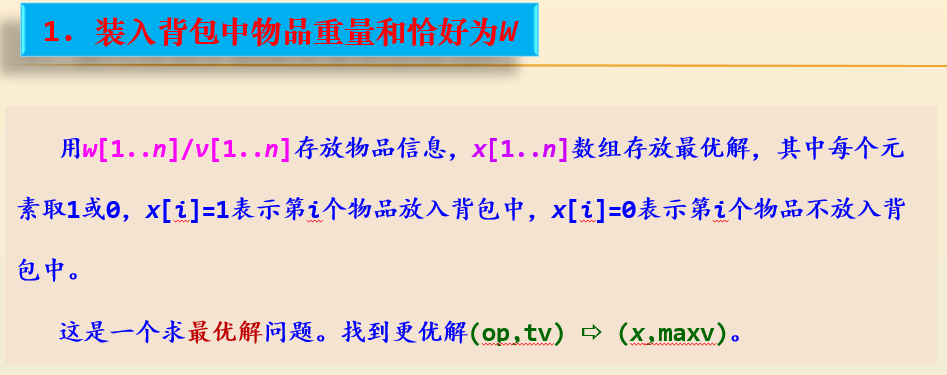 1. 装入背包中物品重量和恰好为W
用w[1..n]/v[1..n]存放物品信息，x[1..n]数组存放最优解，其中每个元
素取1或0，x[i]=1表示第i个物品放入背包中，x[i]=0表示第i个物品不放入背
包中。
这是一个求最优解问题。找到更优解(op,tv) ⇨ (x,maxv)。